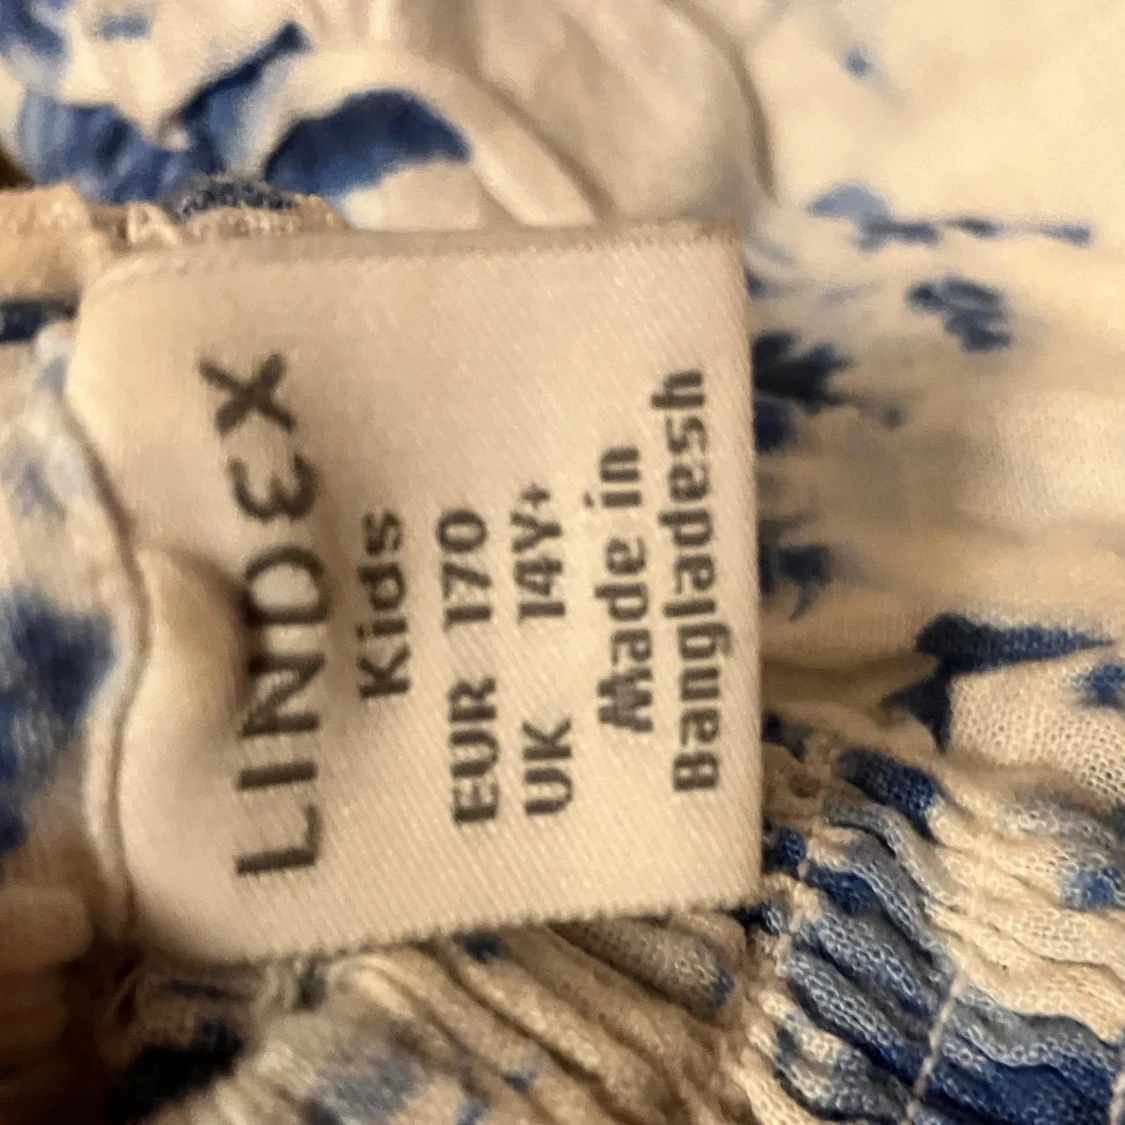 LINDEX
Kids
EUR 170
UK 14Y+
Made in
Bangladesh